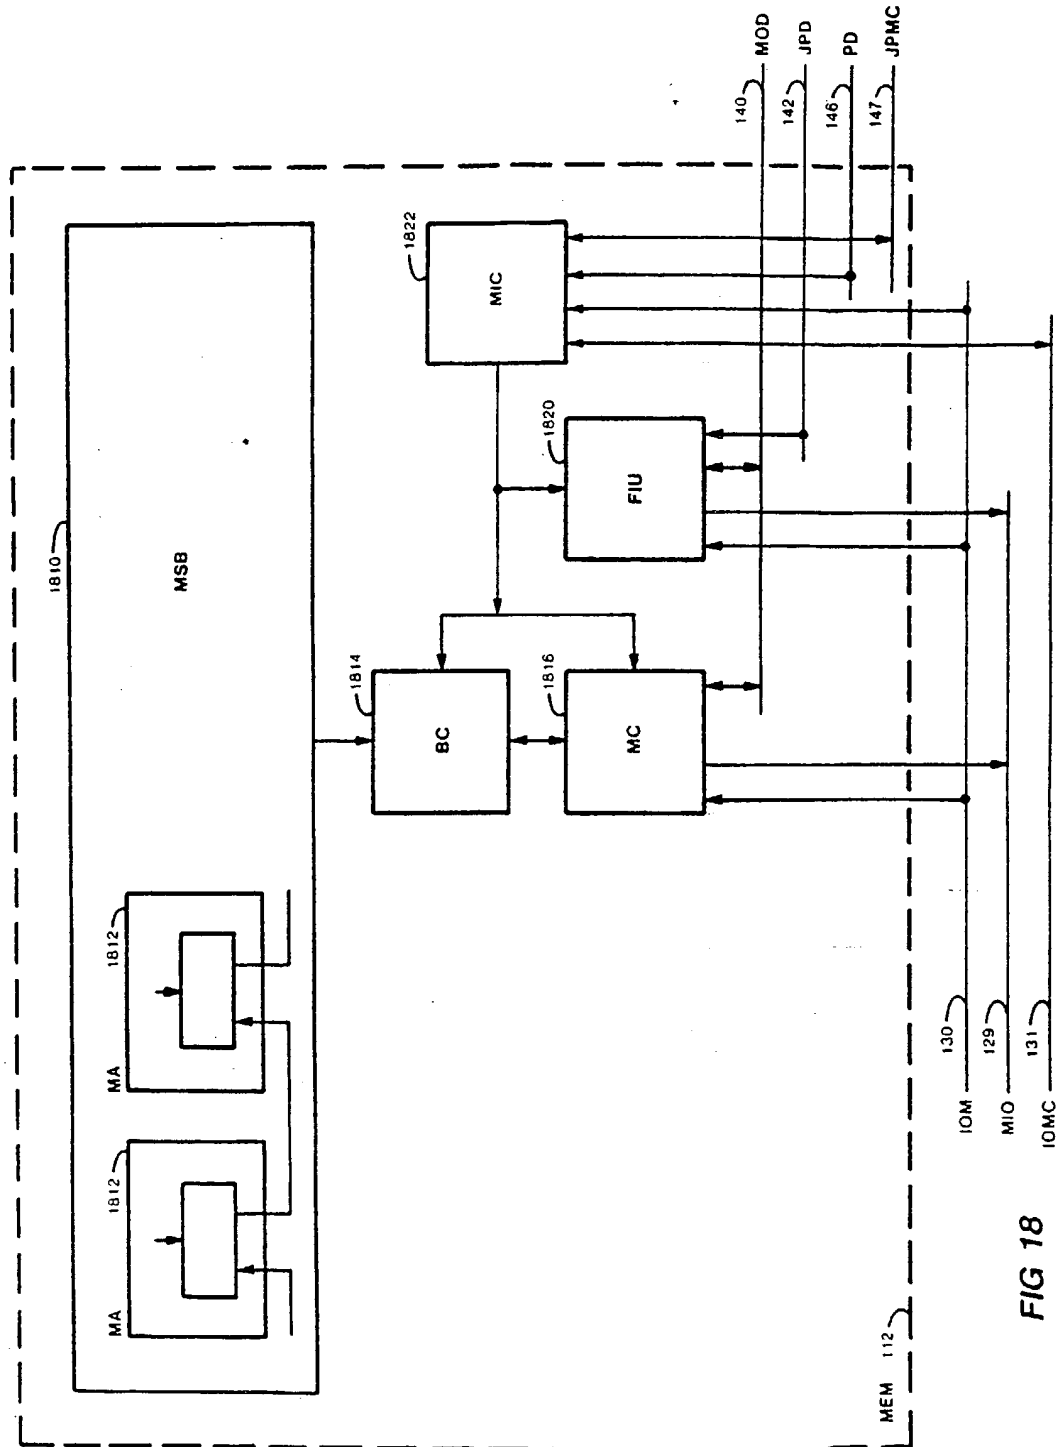 1810
MSB
MA
1812
MA
1812
1814
BC
1816
MC
1820
FIU
1822
MIC
140
MOD
142
JPD
146
PD
147
JPMC
IOM
130
MIO
129
IOMC
131
MEM 112
FIG 18